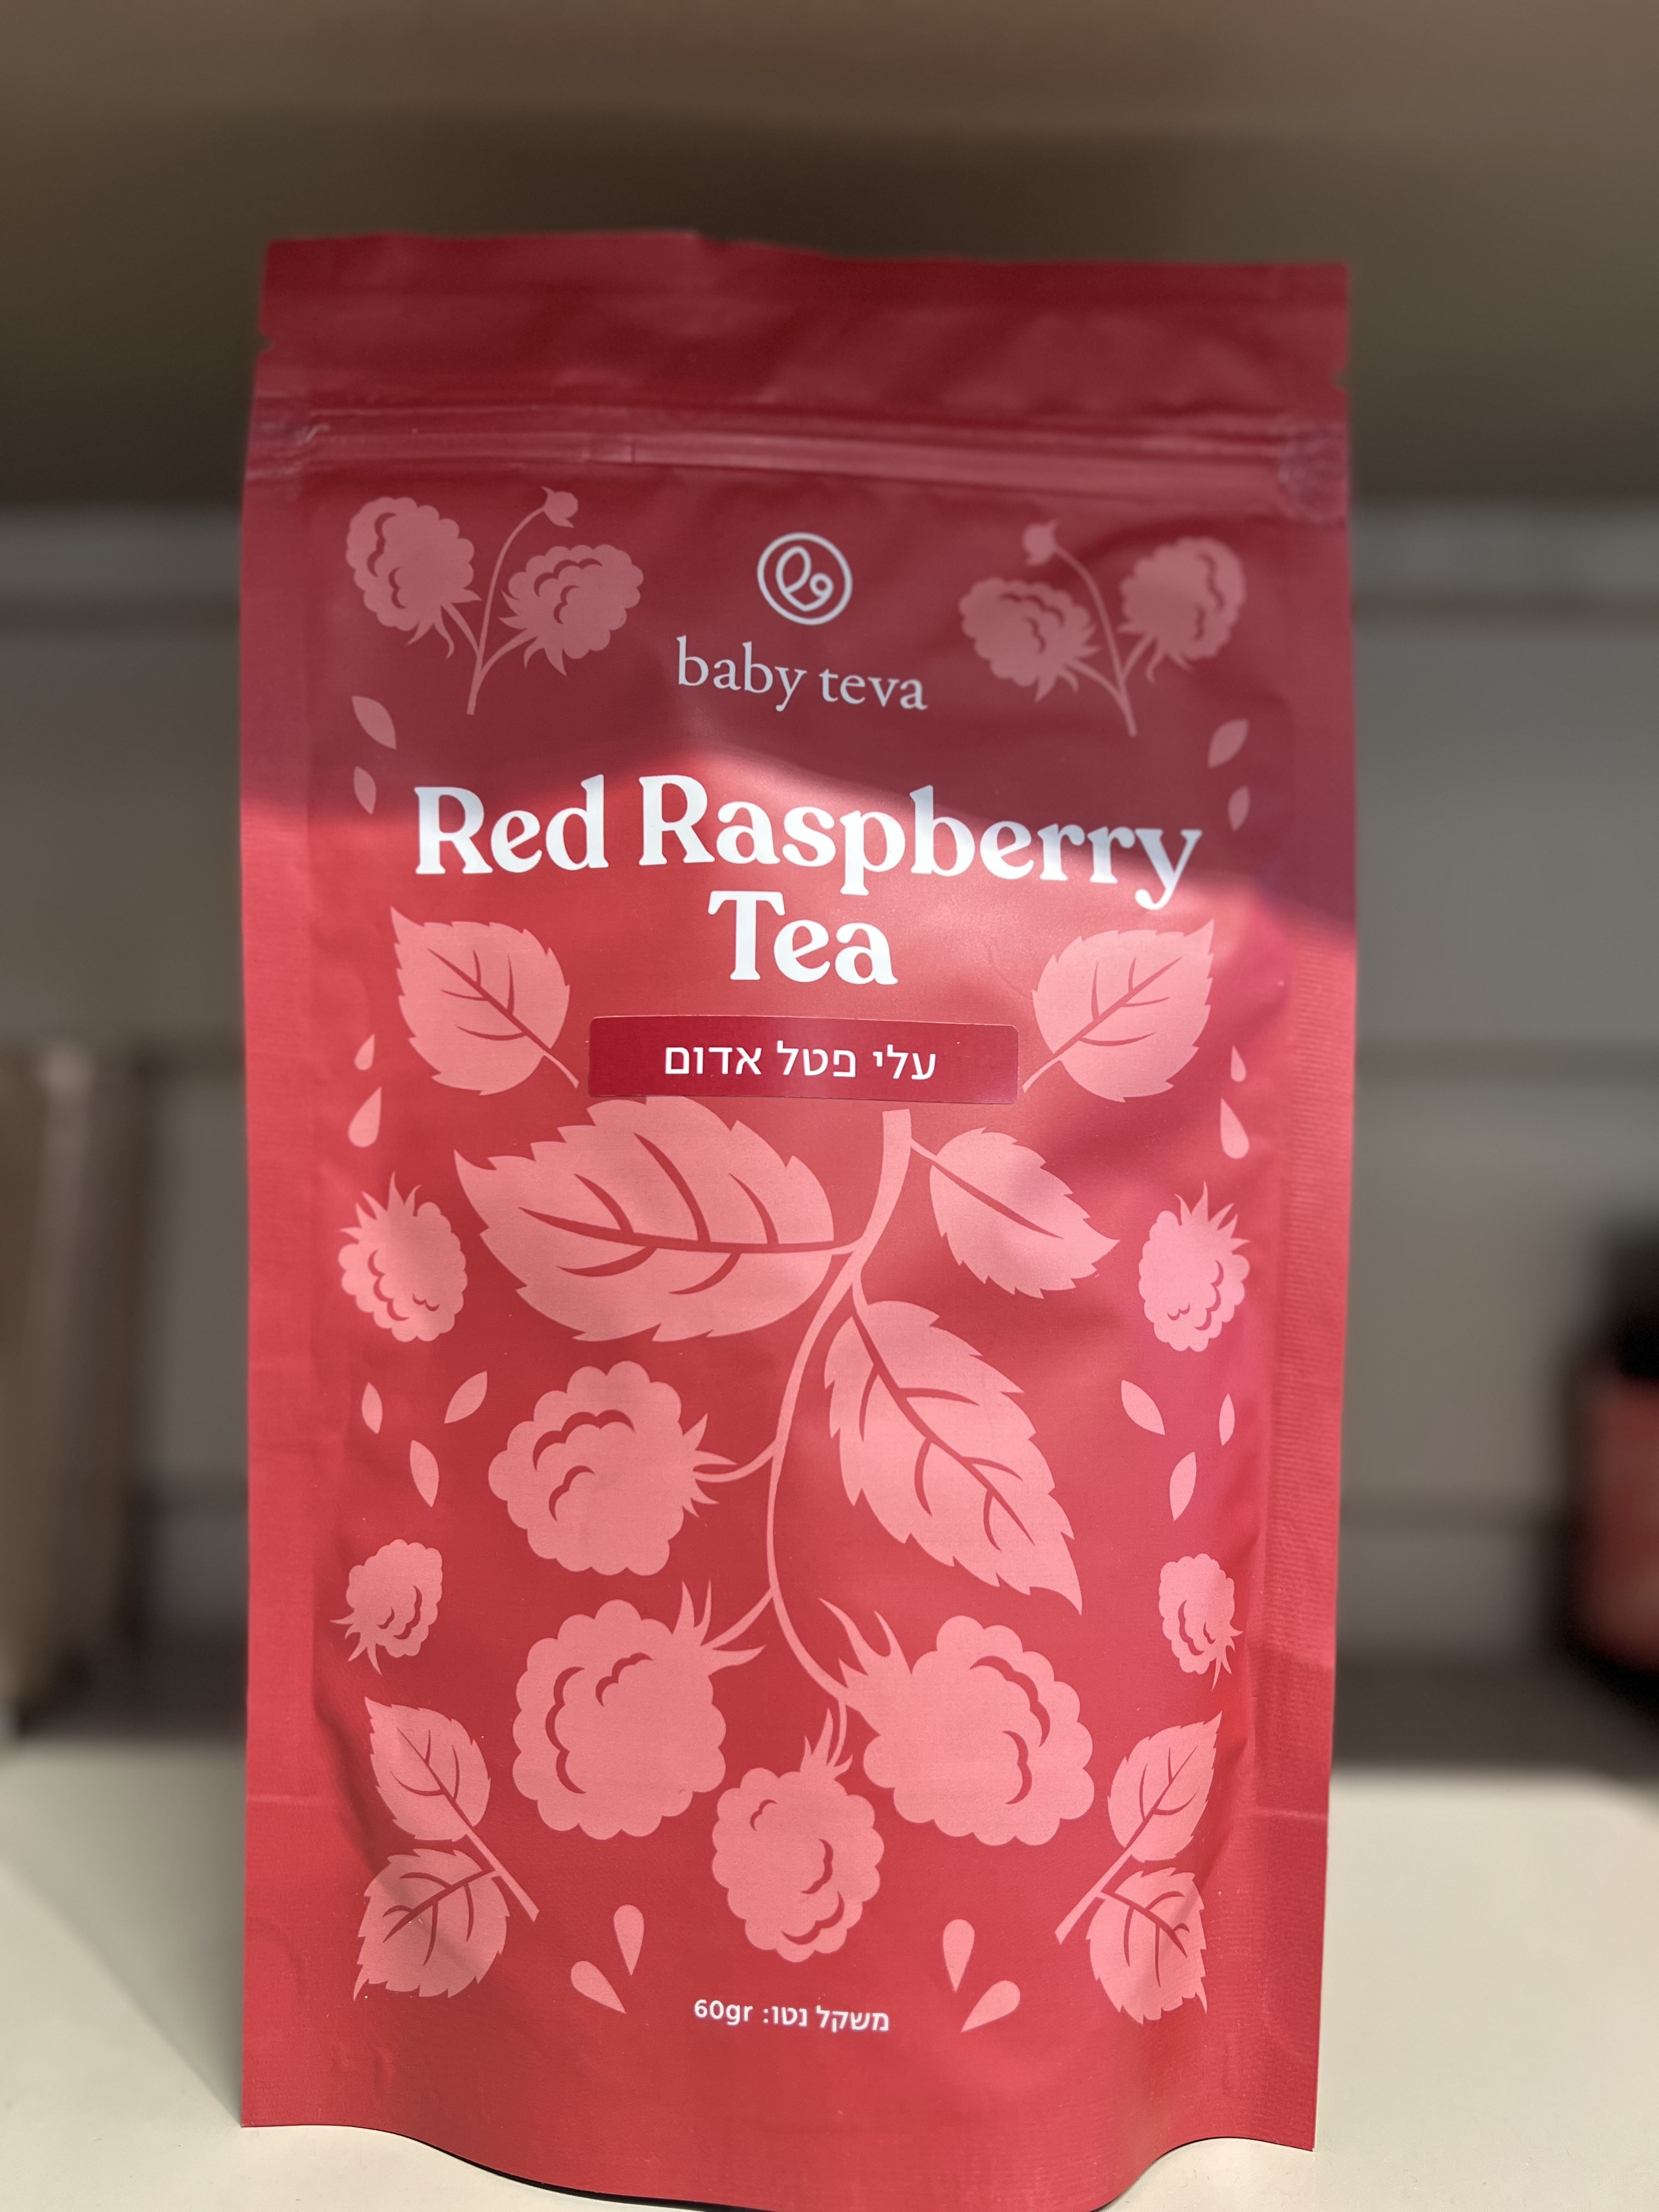 baby teva
Red Raspberry
Tea
עלי פטל אדום
משקל נטו: 60gr